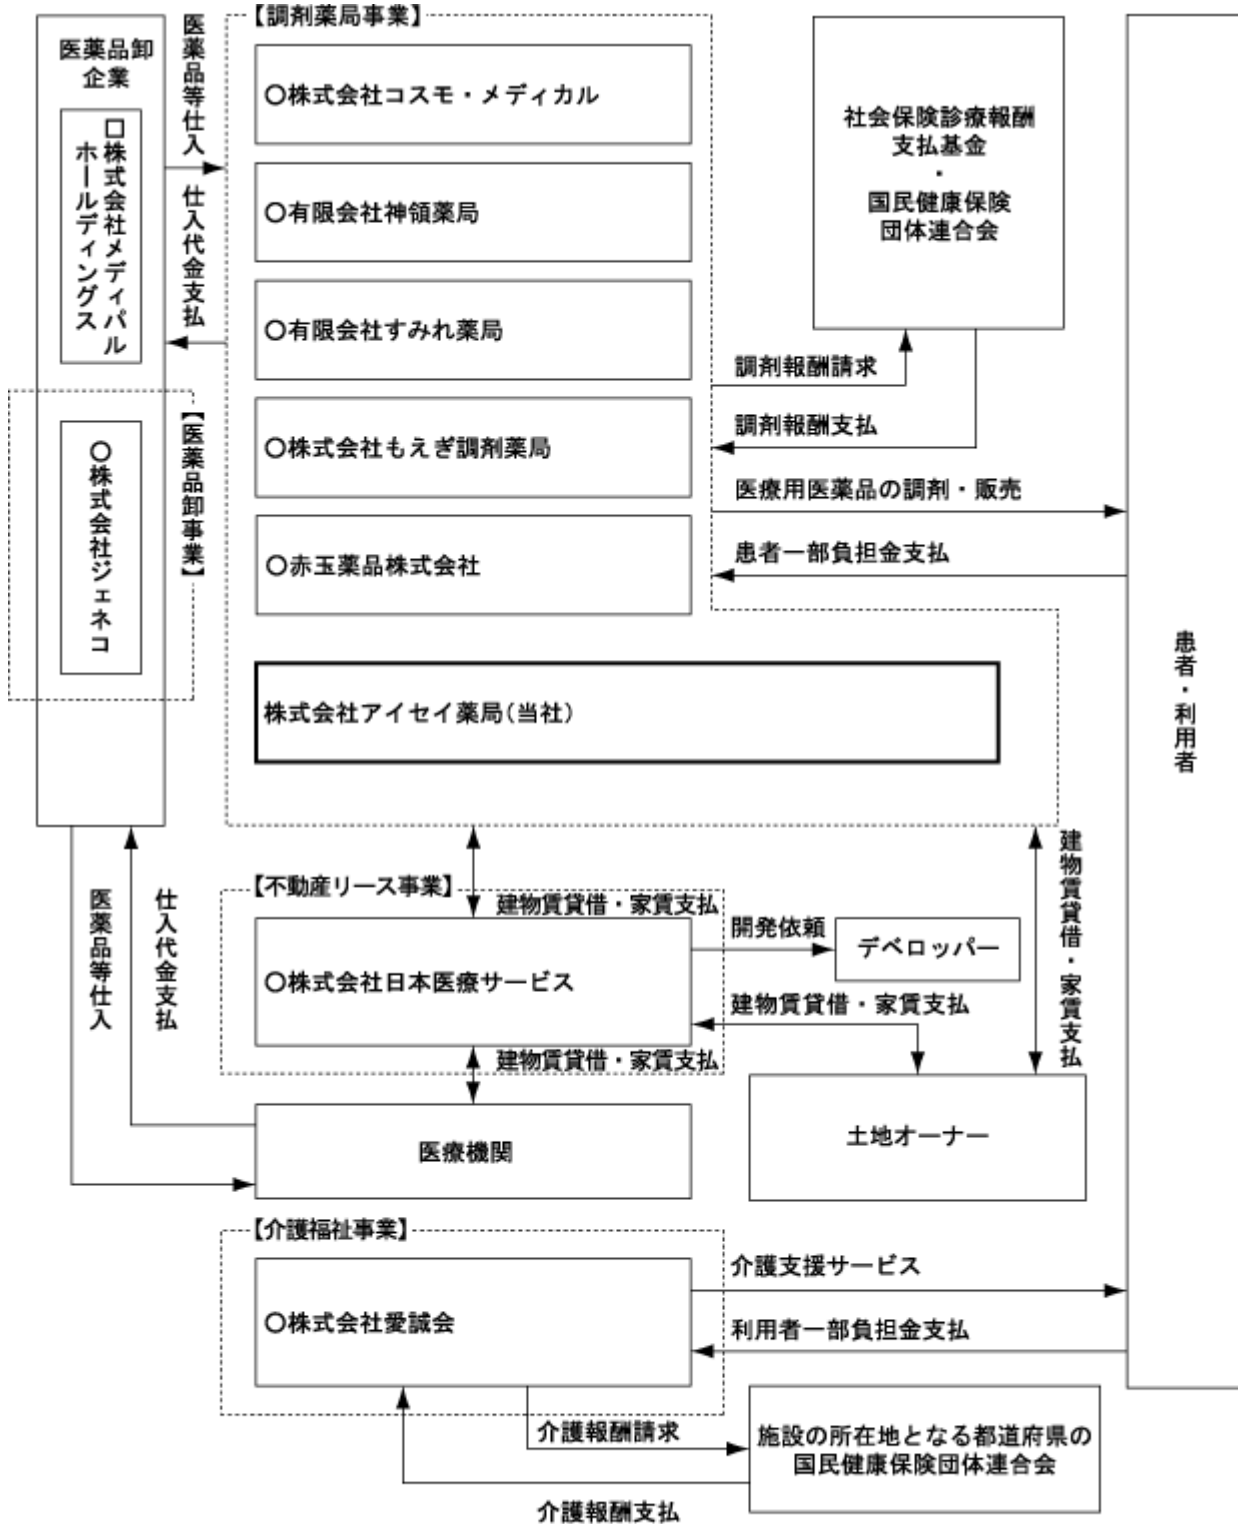 医薬品卸
企業
□株式会社メディパル
ホールディングス
医薬品等仕入
仕入代金支払
【医薬品卸事業】
○株式会社ジェネコ
【調剤薬局事業】
○株式会社コスモ・メディカル
○有限会社神領薬局
○有限会社すみれ薬局
○株式会社もえぎ調剤薬局
○赤玉薬品株式会社
株式会社アイセイ薬局(当社)
社会保険診療報酬
支払基金
・
国民健康保険
団体連合会
調剤報酬請求
調剤報酬支払
医療用医薬品の調剤・販売
患者一部負担金支払
患者・利用者
医薬品等仕入
仕入代金支払
【不動産リース事業】
建物賃貸借・家賃支払
○株式会社日本医療サービス
開発依頼
デベロッパー
建物賃貸借・家賃支払
建物賃貸借・家賃支払
建物賃貸借・家賃支払
医療機関
土地オーナー
【介護福祉事業】
○株式会社愛誠会
介護支援サービス
利用者一部負担金支払
介護報酬請求
介護報酬支払
施設の所在地となる都道府県の
国民健康保険団体連合会